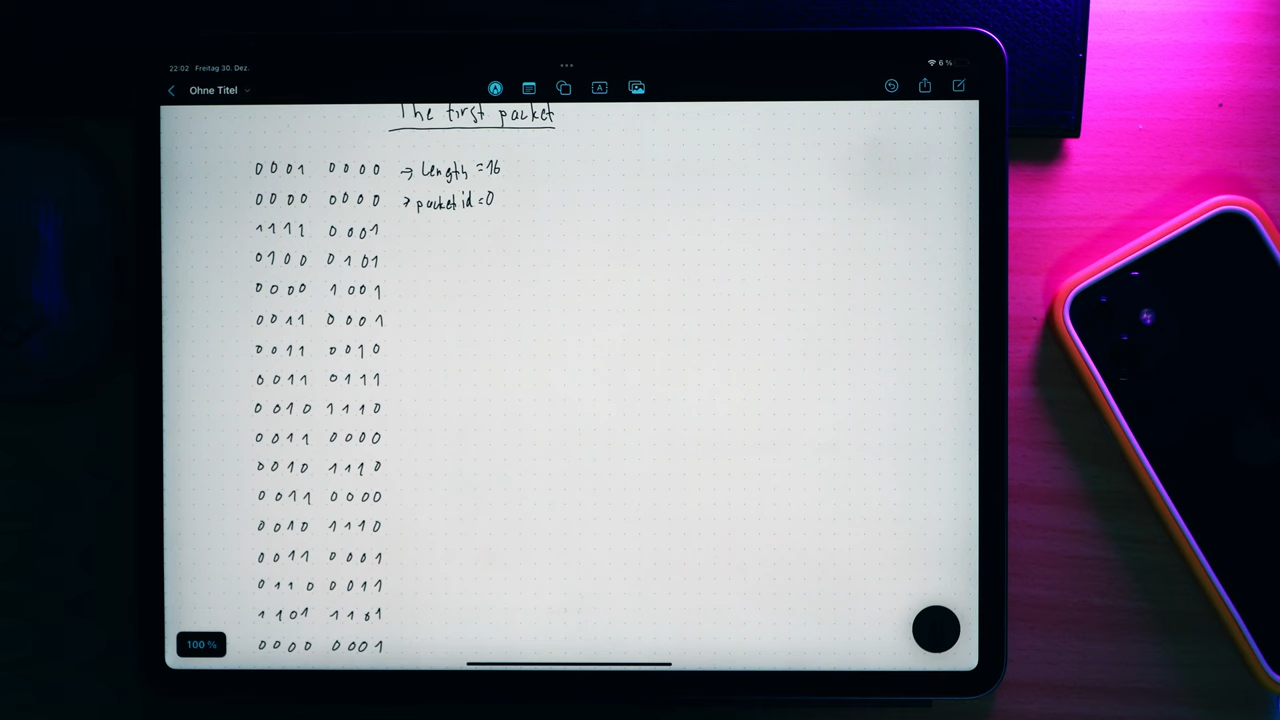 22:02 Freitag 30. Dez.
6 %
Ohne Titel
A
The first packet
0001 0000 → Length = 16
0000 0000 → packet id = 0
1111 0001
0100 0101
0000 1001
0011 0001
0011 0010
0011 0111
0010 1110
0011 0000
0010 1110
0011 0000
0010 1110
0011 0001
0110 0011
1101 1101
0000 0001
100 %